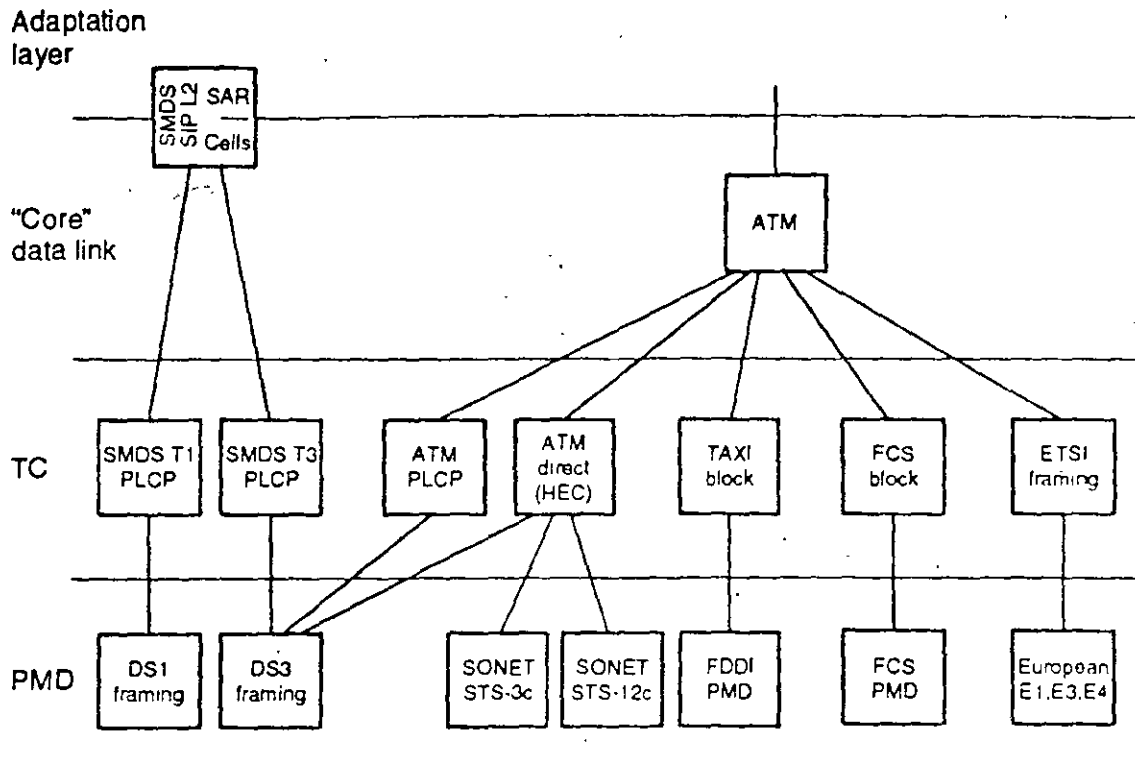 Adaptation
layer
SMDS
SIP L2
SAR
Cells
"Core"
data link
ATM
TC
SMDS T1
PLCP
SMDS T3
PLCP
ATM
PLCP
ATM
direct
(HEC)
TAXI
block
FCS
block
ETSI
framing
PMD
DS1
framing
DS3
framing
SONET
STS-3c
SONET
STS-12c
FDDI
PMD
FCS
PMD
European
E1,E3,E4